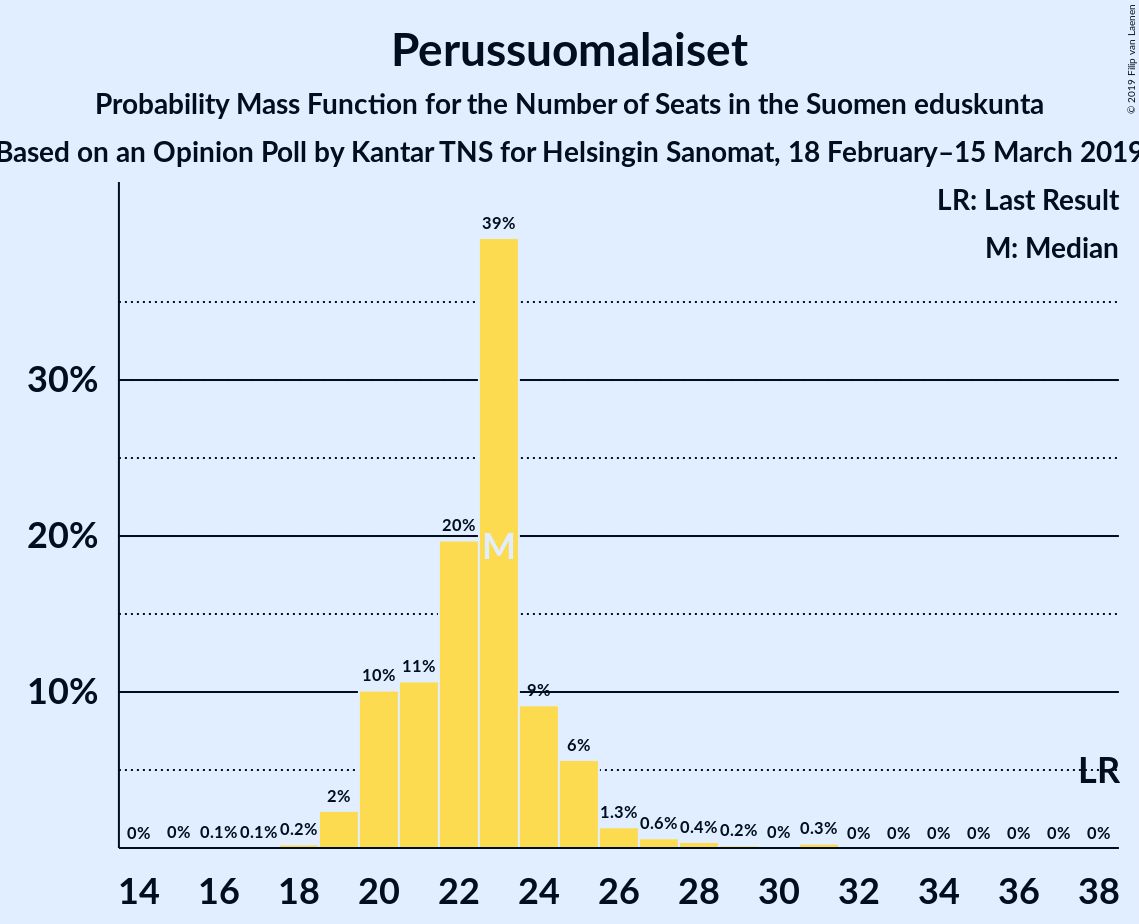 Perussuomalaiset
Probability Mass Function for the Number of Seats in the Suomen eduskunta
Based on an Opinion Poll by Kantar TNS for Helsingin Sanomat, 18 February–15 March 2019
© 2019 Filip van Laenen
LR: Last Result
M: Median
39%
30%
20%
20%
M
10%
11%
10%
9%
6%
LR
2%
0% 0% 0.1% 0.1% 0.2% 1.3% 0.6% 0.4% 0.2% 0% 0.3% 0% 0% 0% 0% 0% 0% 0%
14 16 18 20 22 24 26 28 30 32 34 36 38